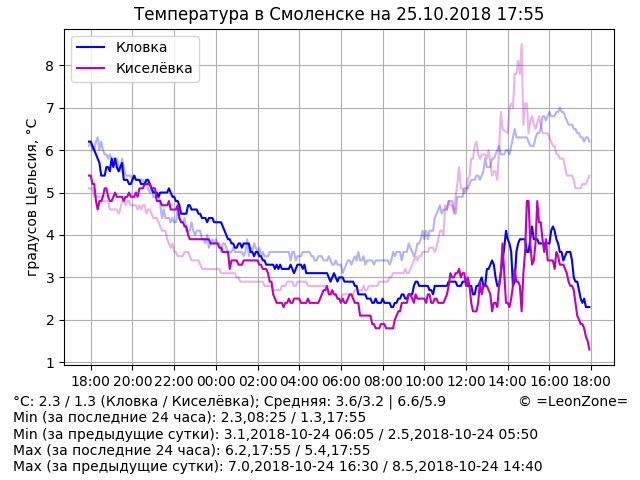 Температура в Смоленске на 25.10.2018 17:55
Кловка
Киселёвка
градусов Цельсия, °C
8
7
6
5
4
3
2
1
18:00 20:00 22:00 00:00 02:00 04:00 06:00 08:00 10:00 12:00 14:00 16:00 18:00
°C: 2.3 / 1.3 (Кловка / Киселёвка); Средняя: 3.6/3.2 | 6.6/5.9 © =LeonZone=
Min (за последние 24 часа): 2.3,08:25 / 1.3,17:55
Min (за предыдущие сутки): 3.1,2018-10-24 06:05 / 2.5,2018-10-24 05:50
Max (за последние 24 часа): 6.2,17:55 / 5.4,17:55
Max (за предыдущие сутки): 7.0,2018-10-24 16:30 / 8.5,2018-10-24 14:40